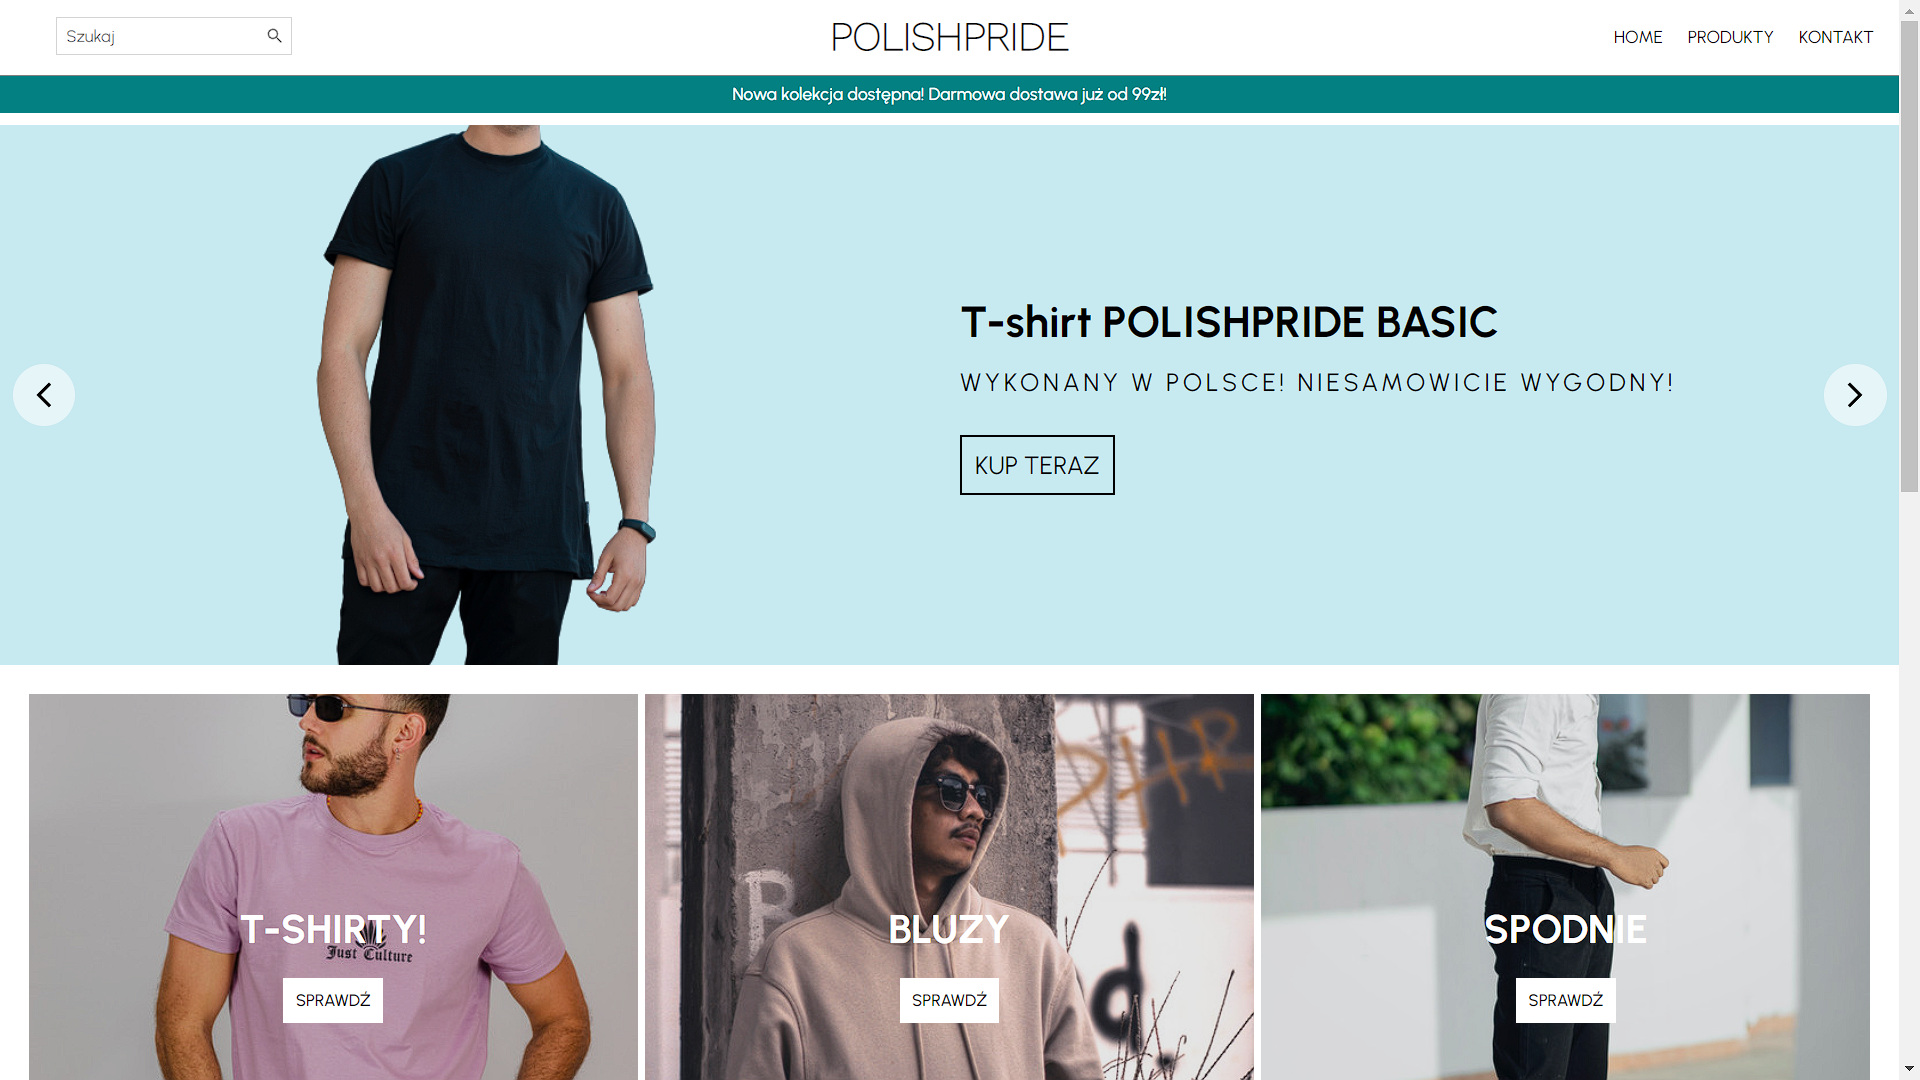 Szukaj
POLISHPRIDE
HOME PRODUKTY KONTAKT
Nowa kolekcja dostępna! Darmowa dostawa już od 99zł!
T-shirt POLISHPRIDE BASIC
WYKONANY W POLSCE! NIESAMOWICIE WYGODNY!
KUP TERAZ
T-SHIRTY!
Just Culture
SPRAWDŹ
BLUZY
SPRAWDŹ
SPODNIE
SPRAWDŹ